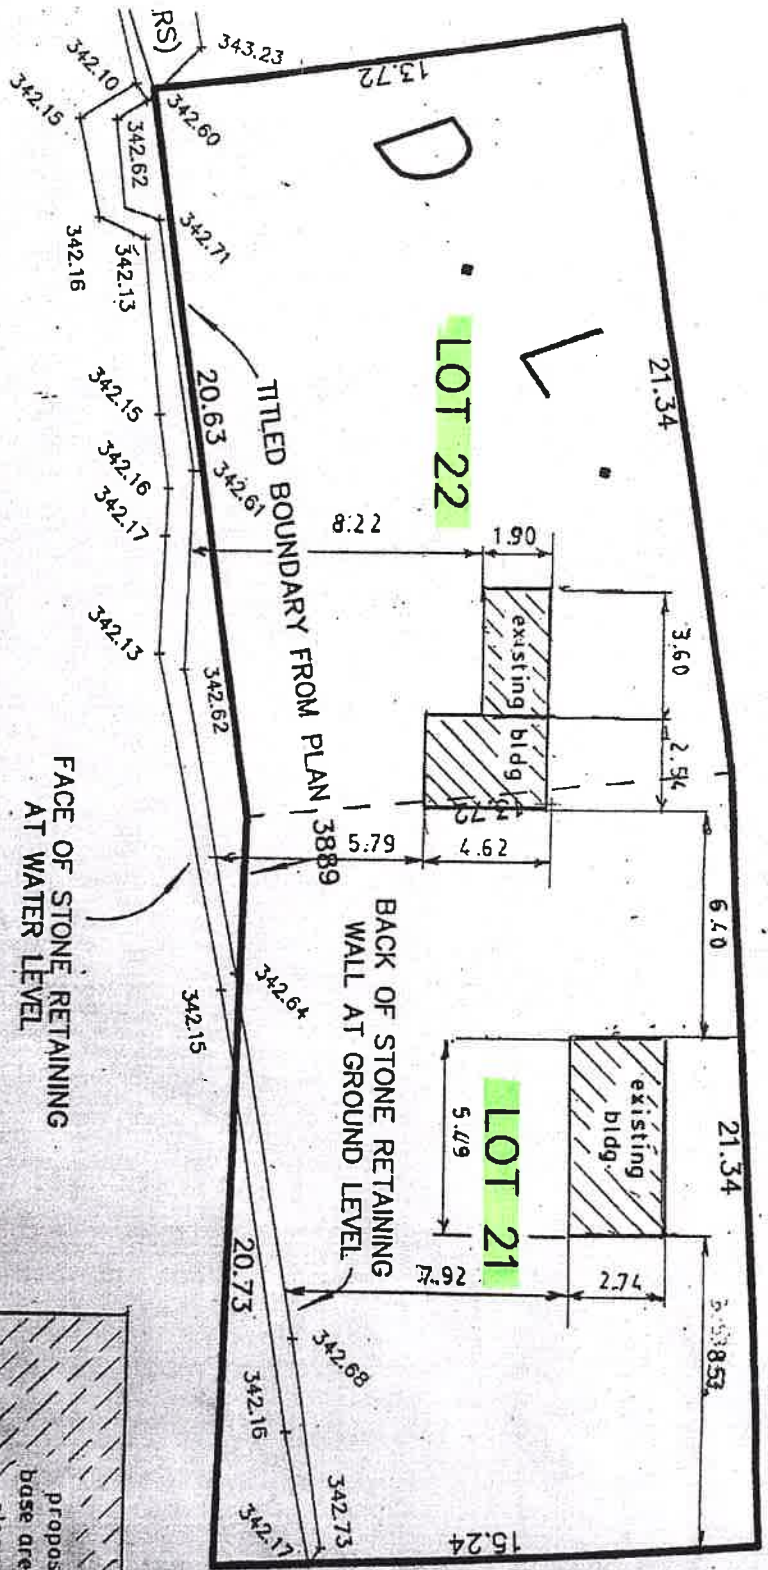 RS)
343.23
342.10
342.15
342.60
342.62
342.71
342.13
342.16
342.15
342.16
342.17
342.13
342.61
342.62
342.64
342.15
342.68
342.16
342.73
342.17
13.72
21.34
D
L
LOT 22
20.63
TITLED BOUNDARY FROM PLAN 3889
8.22
1.90
3.60
2.54
existing bldg
13.72
5.79
4.62
6.40
BACK OF STONE RETAINING
WALL AT GROUND LEVEL
FACE OF STONE RETAINING
AT WATER LEVEL
existing
bldg.
5.49
LOT 21
21.34
7.92
2.74
8.53
20.73
15.24
propos
base are